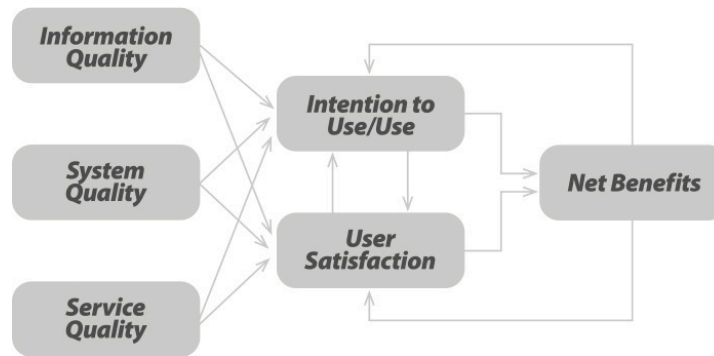 Information
Quality
Intention to
Use/Use
System
Quality
Net Benefits
User
Satisfaction
Service
Quality